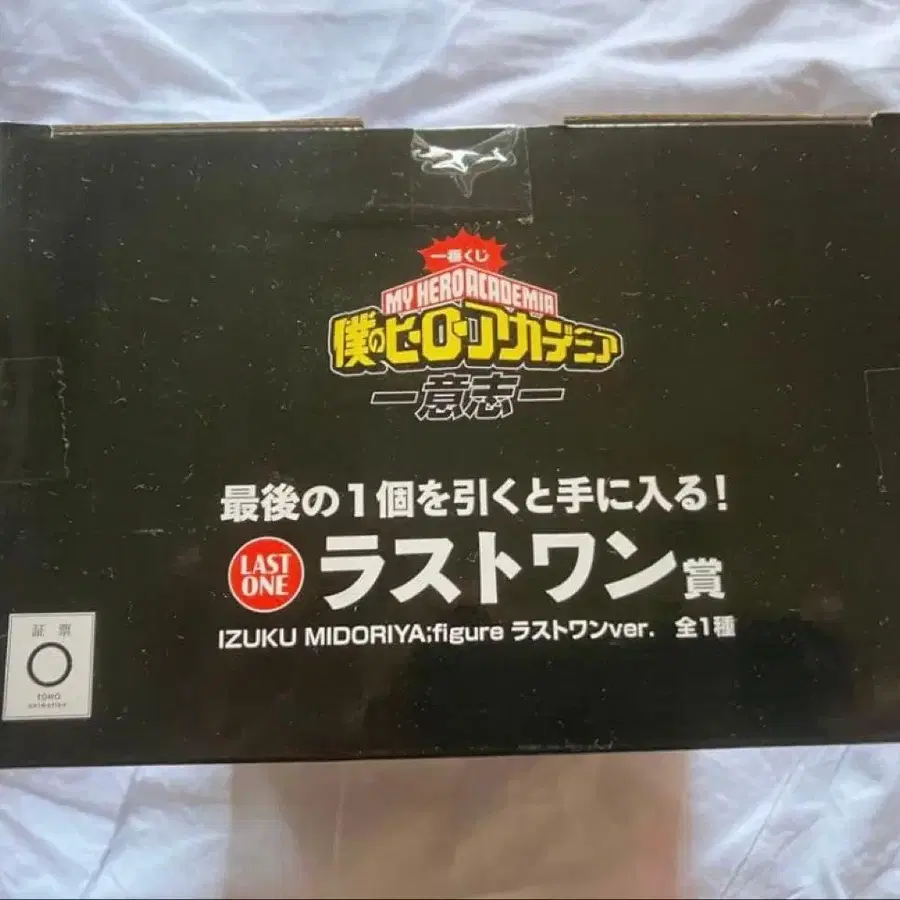 一番くじ
MY HERO ACADEMIA
僕のヒーローアカデミア
—意志—
最後の1個を引くと手に入る!
LAST
ONE
ラストワン賞
IZUKU MIDORIYA;figure ラストワンver. 全1種
証票
TOHO
animation